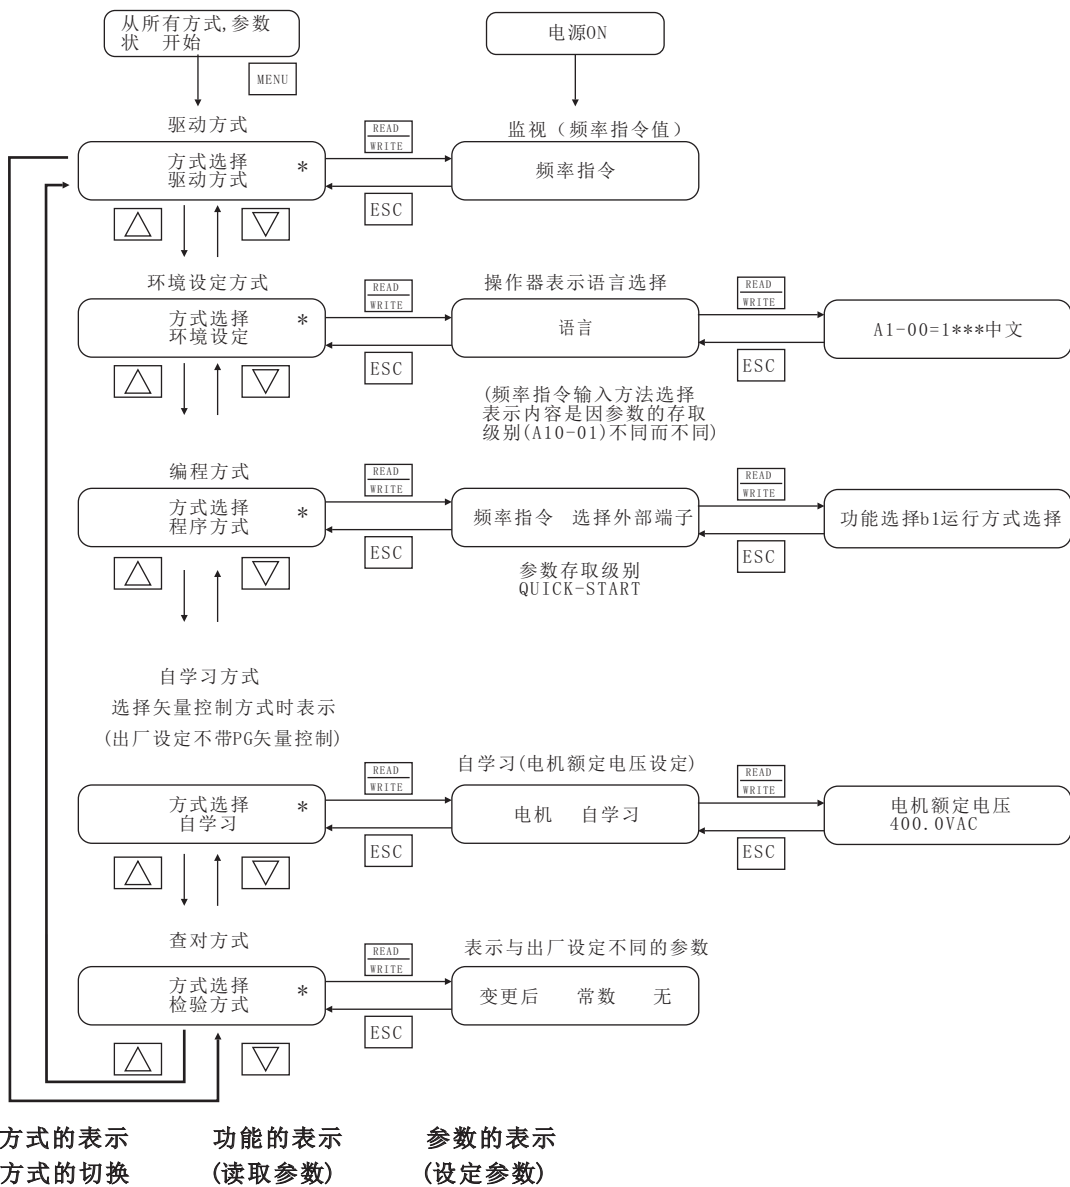 从所有方式,参数
状 开始
电源ON
MENU
驱动方式
READ
WRITE
监视（频率指令值）
方式选择
驱动方式
*
频率指令
ESC
环境设定方式
READ
WRITE
操作器表示语言选择
READ
WRITE
方式选择
环境设定
*
语言
A1-00=1***中文
ESC
ESC
(频率指令输入方法选择
表示内容是因参数的存取
级别(A10-01)不同而不同)
编程方式
READ
WRITE
READ
WRITE
方式选择
程序方式
*
频率指令 选择外部端子
功能选择b1运行方式选择
ESC
ESC
参数存取级别
QUICK-START
自学习方式
选择矢量控制方式时表示
(出厂设定不带PG矢量控制)
READ
WRITE
自学习(电机额定电压设定)
READ
WRITE
方式选择
自学习
*
电机 自学习
电机额定电压
400.0VAC
ESC
ESC
查对方式
READ
WRITE
表示与出厂设定不同的参数
方式选择
检验方式
*
变更后 常数 无
ESC
方式的表示 功能的表示 参数的表示
方式的切换 (读取参数) (设定参数)